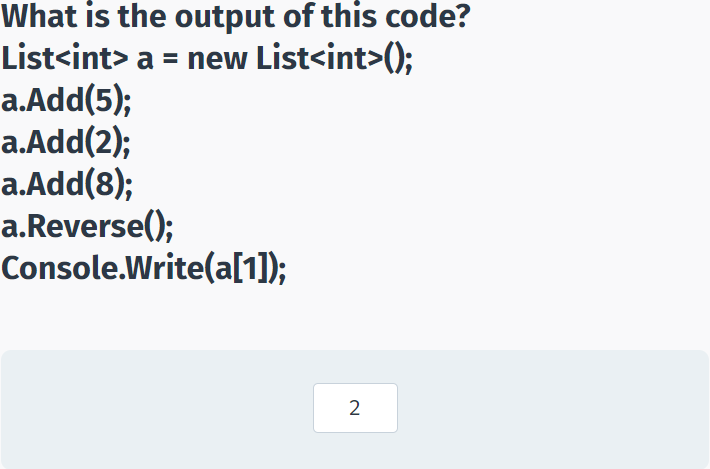 What is the output of this code?
List<int> a = new List<int>();
a.Add(5);
a.Add(2);
a.Add(8);
a.Reverse();
Console.Write(a[1]);
2